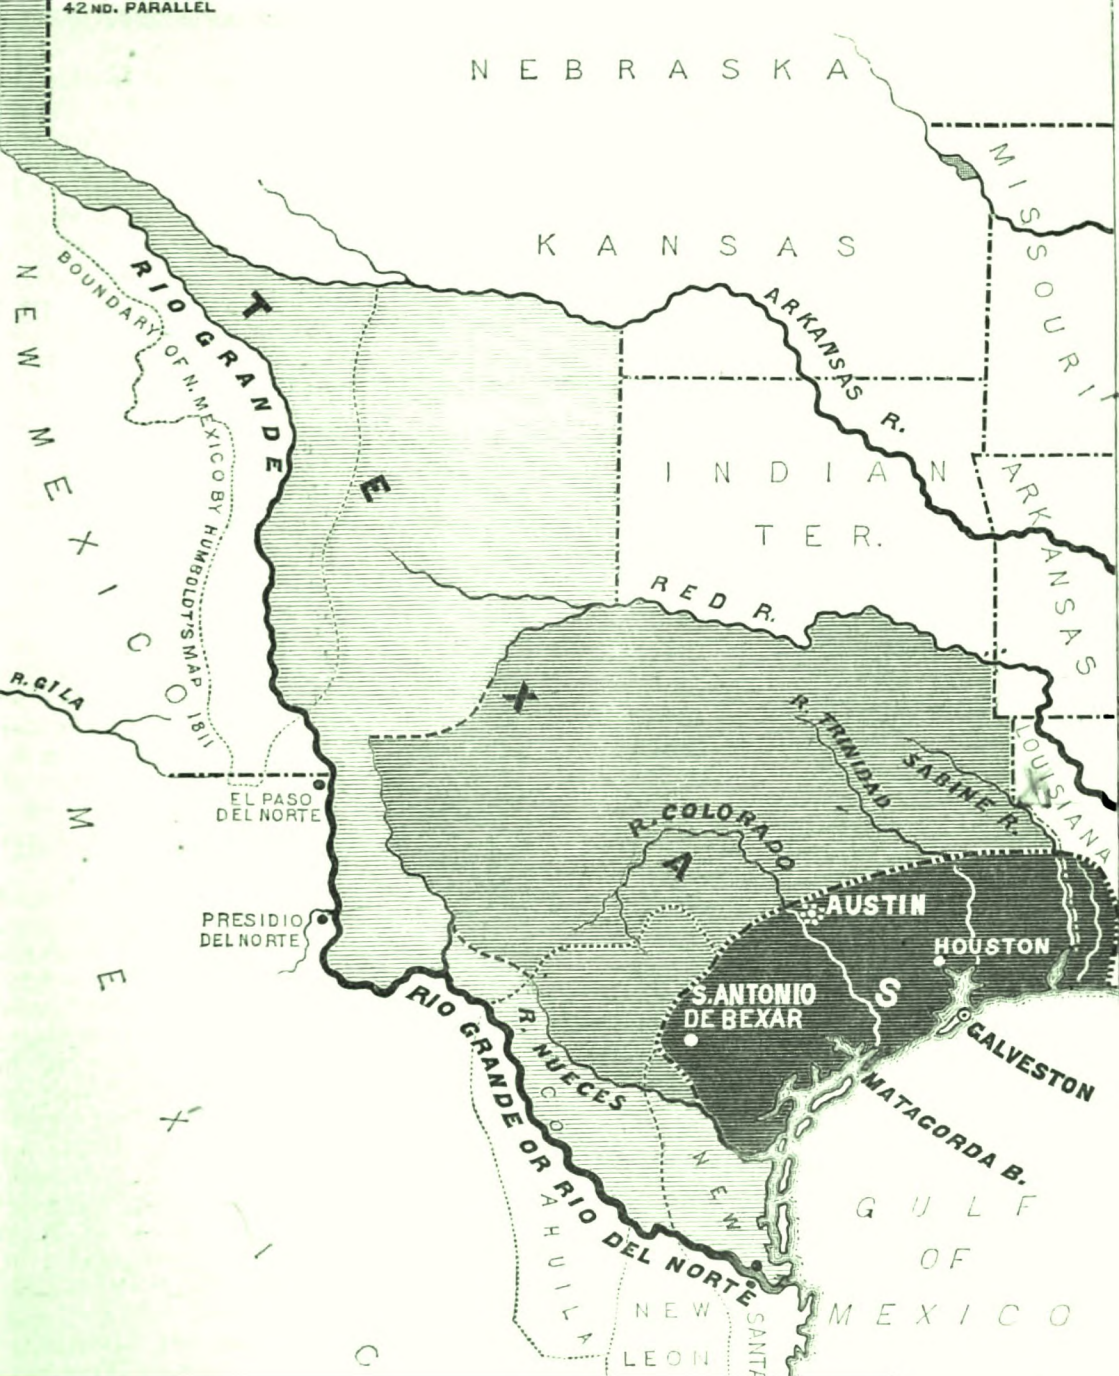 42ND. PARALLEL
NEBRASKA
MISSOURI
KANSAS
NEW MEXICO
BOUNDARY OF N. MEXICO BY HUMBOLDT'S MAP 1811
RIO GRANDE
TEXAS
ARKANSAS R.
INDIAN
TER.
ARKANSAS
RED R.
R. GILA
R. TRINIDAD
SABINE R.
LOUISIANA
EL PASO
DEL NORTE
R. COLORADO
PRESIDIO
DEL NORTE
AUSTIN
HOUSTON
S. ANTONIO
DE BEXAR
GALVESTON
MATAGORDA B.
RIO GRANDE OR RIO DEL NORTE
R. NUECES
MEXIC
COAHUILA
NEW
NEW
LEON
SANTA
GULF
OF
MEXICO